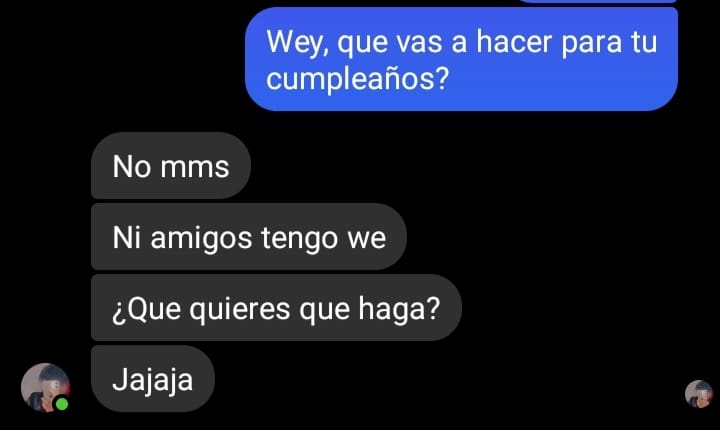 Wey, que vas a hacer para tu
cumpleaños?
No mms
Ni amigos tengo we
¿Que quieres que haga?
Jajaja